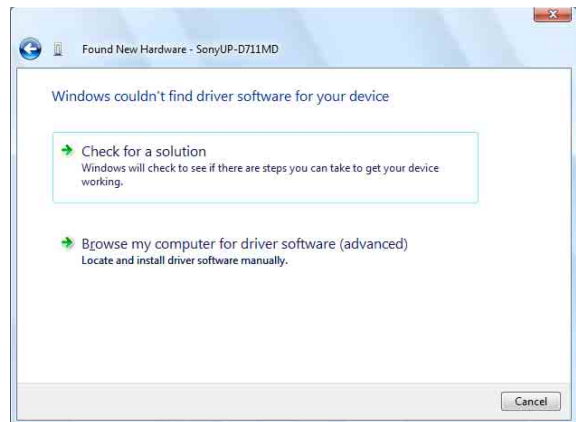 Found New Hardware - SonyUP-D711MD
Windows couldn't find driver software for your device
Check for a solution
Windows will check to see if there are steps you can take to get your device
working.
Browse my computer for driver software (advanced)
Locate and install driver software manually.
Cancel